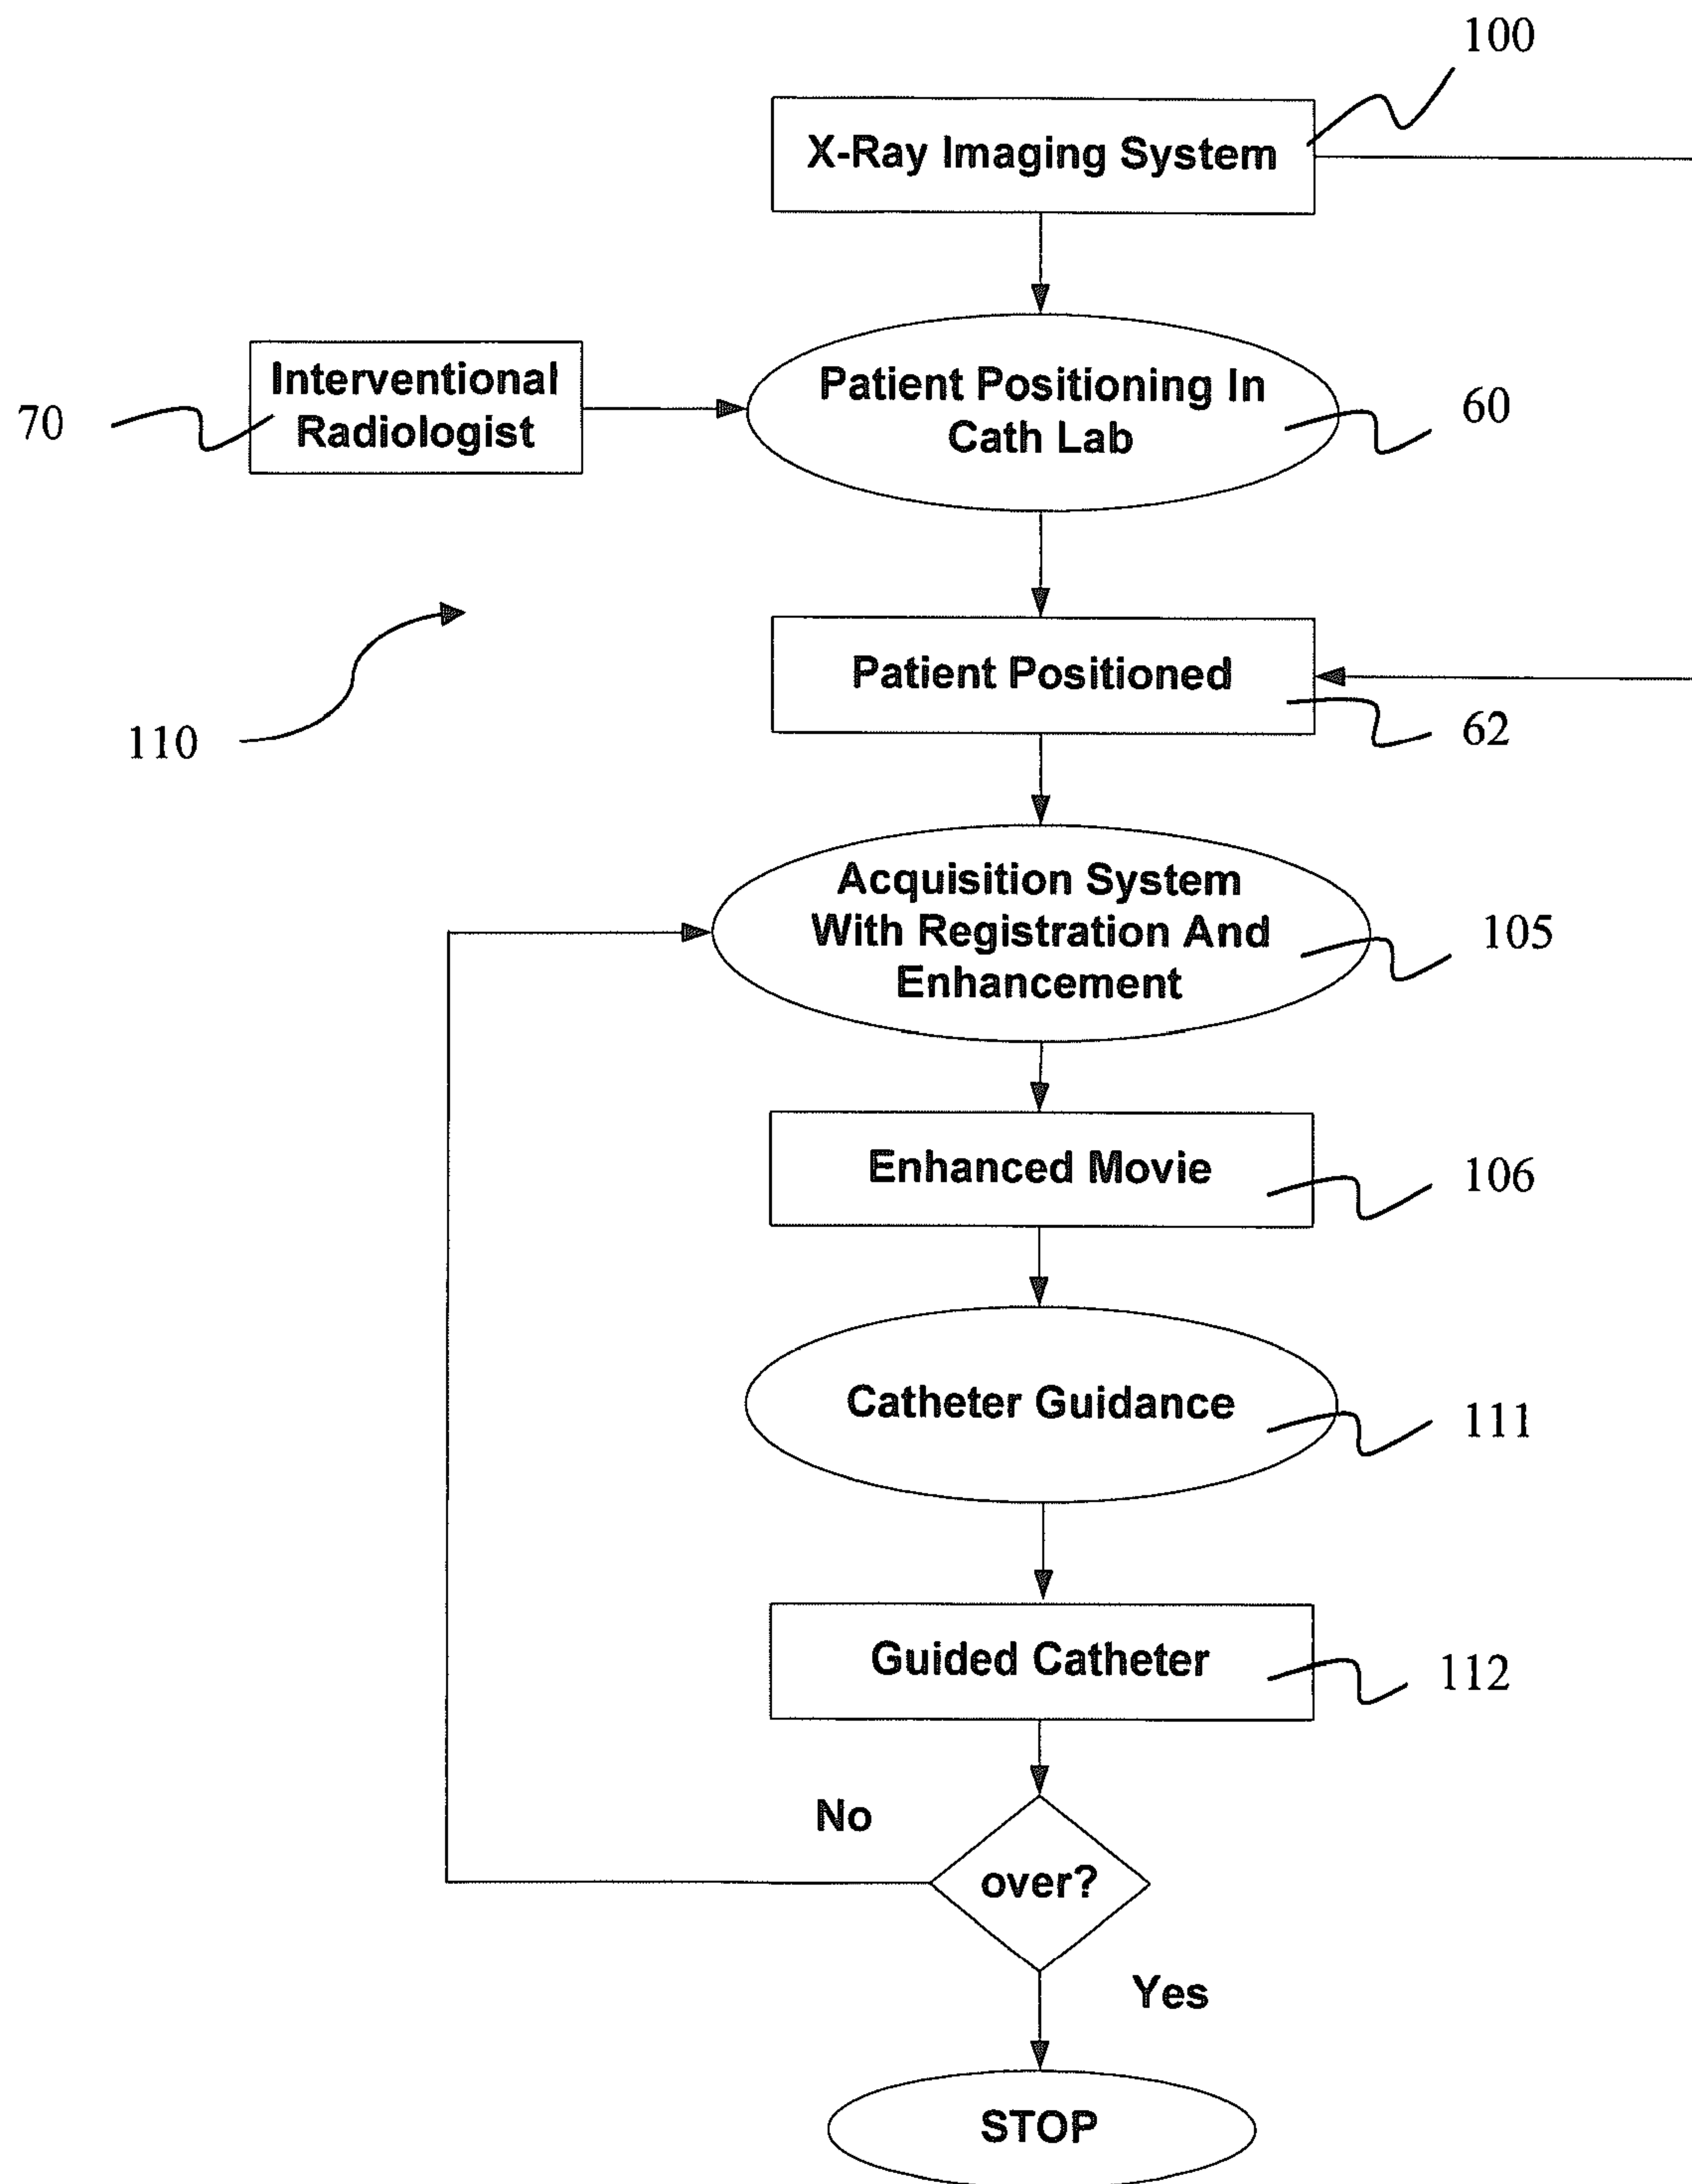 100
X-Ray Imaging System
Interventional
Radiologist
70
Patient Positioning In
Cath Lab
60
Patient Positioned
62
110
Acquisition System
With Registration And
Enhancement
105
Enhanced Movie
106
Catheter Guidance
111
Guided Catheter
112
No
over?
Yes
STOP